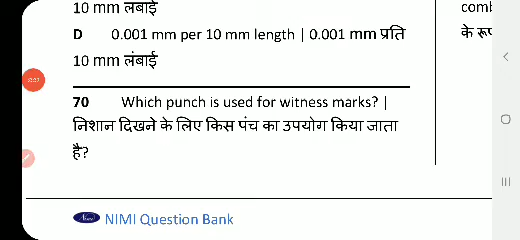 10 mm लंबाई
D 0.001 mm per 10 mm length | 0.001 mm प्रति
10 mm लंबाई
70 Which punch is used for witness marks? |
निशान दिखने के लिए किस पंच का उपयोग किया जाता
है?
NIMI Question Bank
के